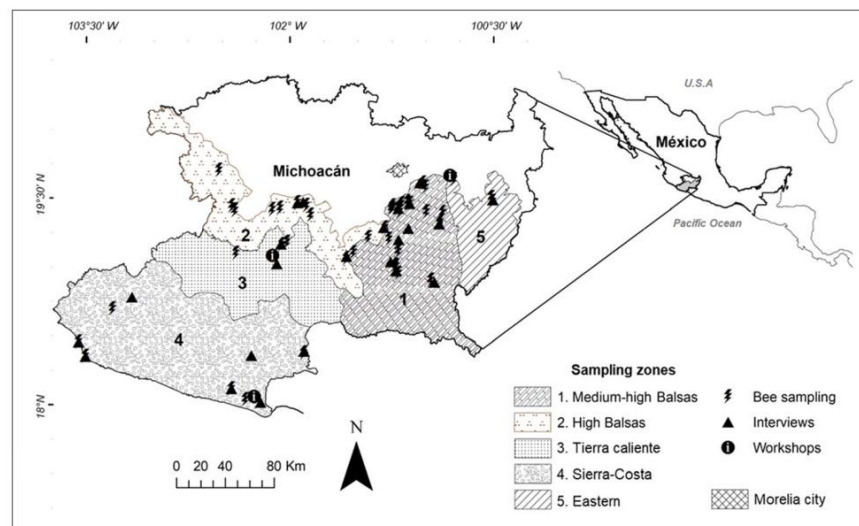 103°30' W
102° W
100°30' W
U.S.A
México
Michoacán
Pacific Ocean
19°30' N
2
5
3
1
4
18° N
Sampling zones
1. Medium-high Balsas
2. High Balsas
3. Tierra caliente
4. Sierra-Costa
5. Eastern
Bee sampling
Interviews
Workshops
Morelia city
N
0 20 40 80 Km